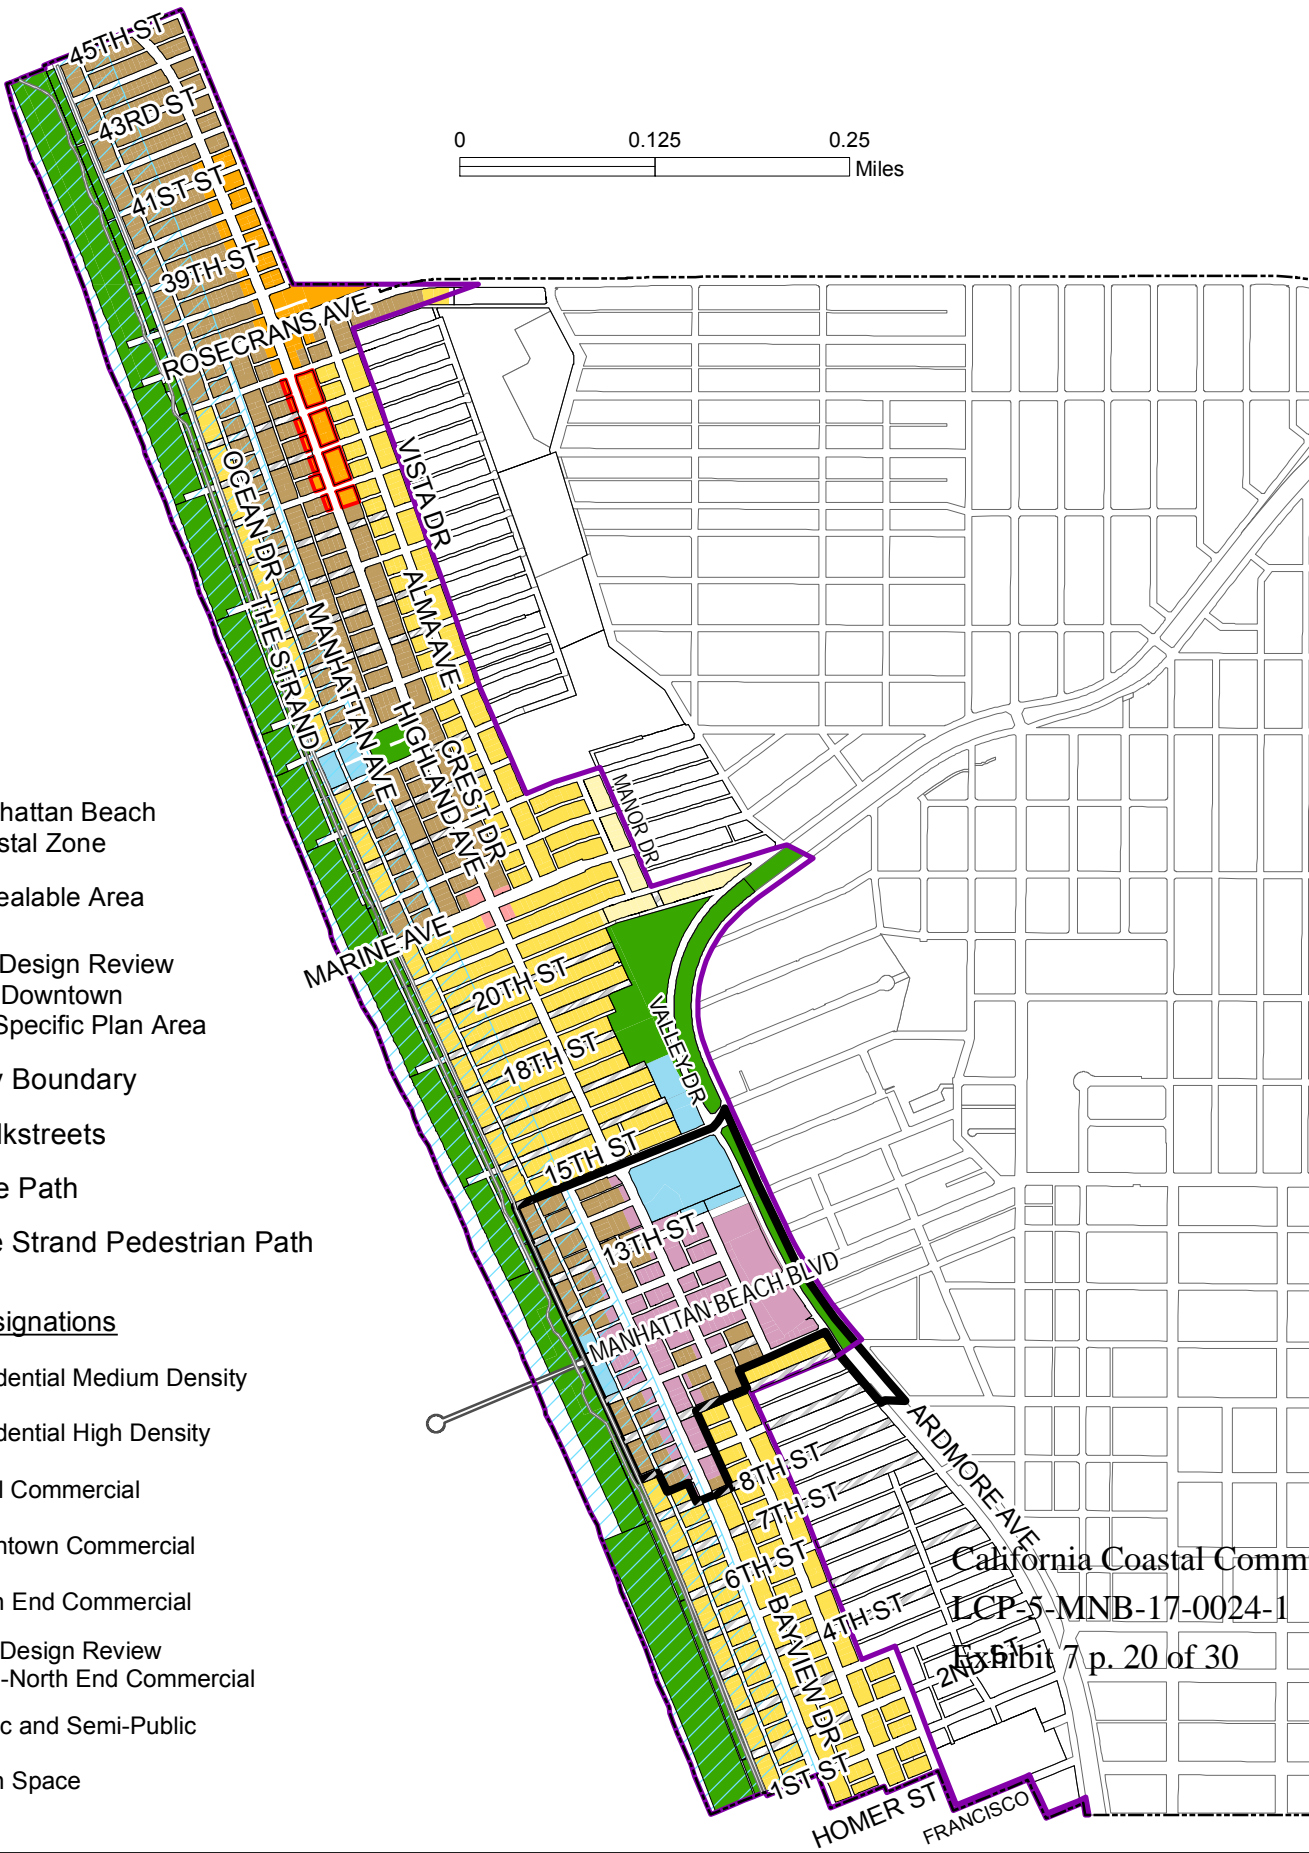 45TH ST
43RD ST
41ST ST
39TH ST
ROSECRANS AVE
0 0.125 0.25
Miles
VISTA DR
OCEAN DR
THE STRAND
MANHATTAN AVE
ALMA AVE
HIGHLAND AVE
CREST DR
MANOR DR
MARINE AVE
20TH ST
18TH ST
VALLEY DR
15TH ST
13TH ST
MANHATTAN BEACH BLVD
8TH ST
7TH ST
6TH ST
4TH ST
2ND ST
BAYVIEW DR
1ST ST
HOMER ST
FRANCISCO
ARDMORE AVE
hattan Beach
stal Zone
ealable Area
Design Review
Downtown
Specific Plan Area
y Boundary
lkstreets
e Path
e Strand Pedestrian Path
signations
dential Medium Density
dential High Density
l Commercial
ntown Commercial
n End Commercial
Design Review
-North End Commercial
c and Semi-Public
n Space
California Coastal Comm
LCP-5-MNB-17-0024-1
Exhibit 7 p. 20 of 30